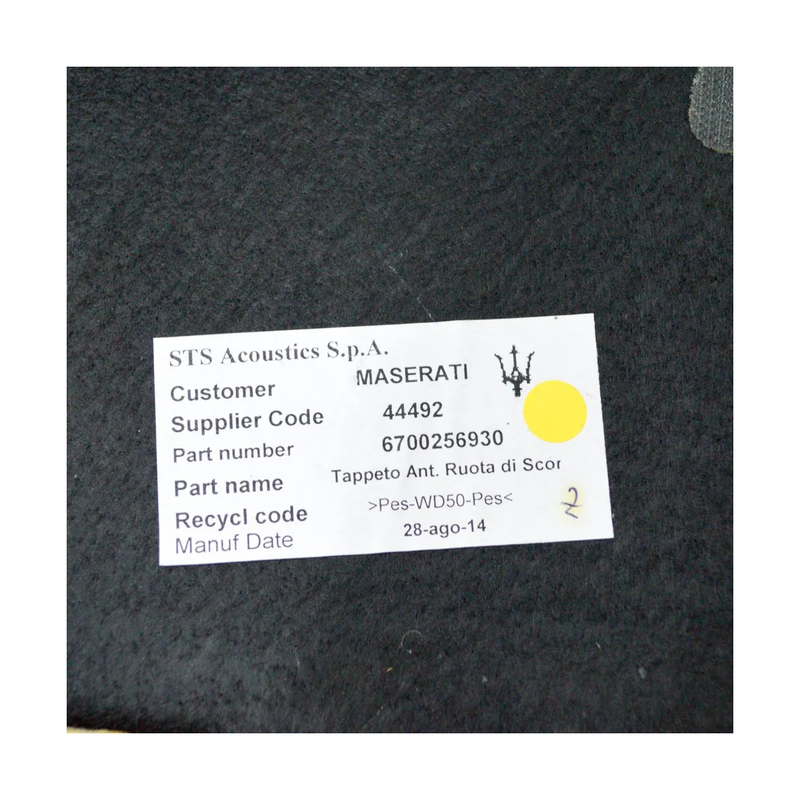 STS Acoustics S.p.A.
Customer MASERATI
Supplier Code 44492
Part number 6700256930
Part name Tappeto Ant. Ruota di Scor
Recycl code >Pes-WD50-Pes<
Manuf Date 28-ago-14